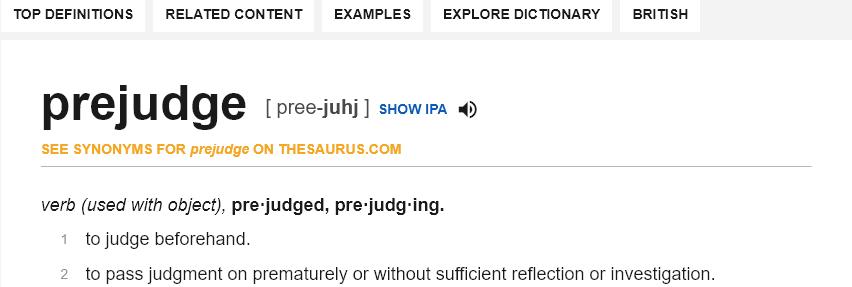 TOP DEFINITIONS RELATED CONTENT EXAMPLES EXPLORE DICTIONARY BRITISH
prejudge [ pree-juhj ] SHOW IPA
SEE SYNONYMS FOR prejudge ON THESAURUS.COM
verb (used with object), pre·judged, pre·judg·ing.
1 to judge beforehand.
2 to pass judgment on prematurely or without sufficient reflection or investigation.